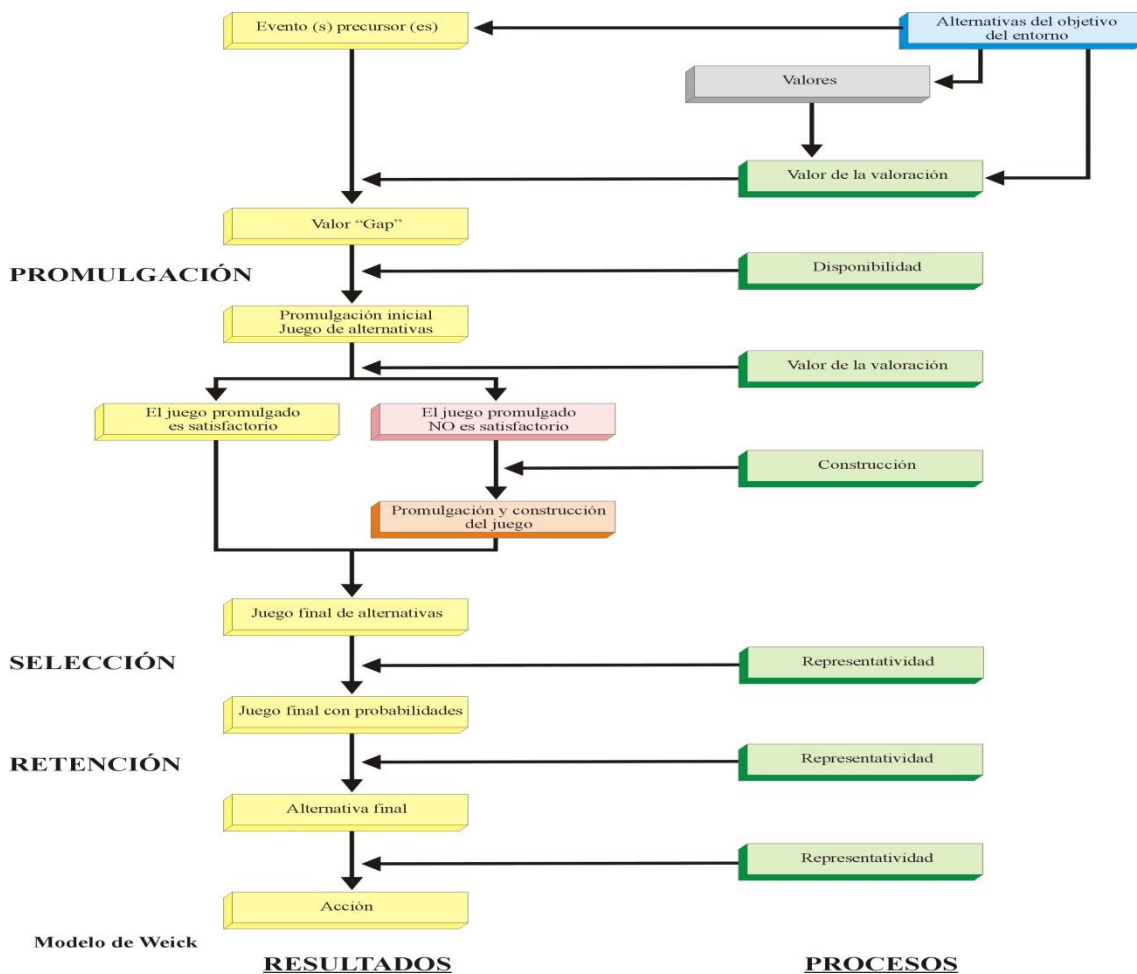 Evento (s) precursor (es)
Alternativas del objetivo
del entorno
Valores
Valor de la valoración
Valor “Gap”
PROMULGACIÓN
Disponibilidad
Promulgación inicial
Juego de alternativas
Valor de la valoración
El juego promulgado
es satisfactorio
El juego promulgado
NO es satisfactorio
Construcción
Promulgación y construcción
del juego
Juego final de alternativas
SELECCIÓN
Representatividad
Juego final con probabilidades
RETENCIÓN
Representatividad
Alternativa final
Representatividad
Acción
Modelo de Weick
RESULTADOS
PROCESOS